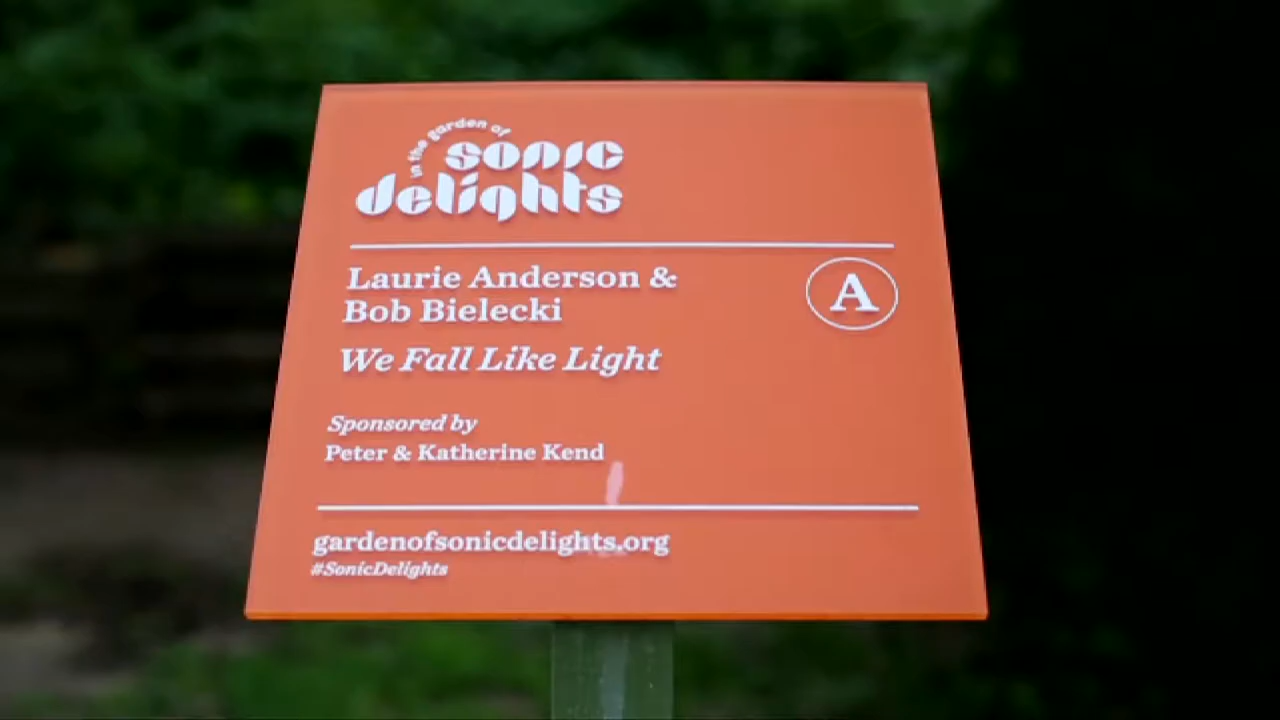 in the garden of
sonic
delights
Laurie Anderson &
Bob Bielecki
A
We Fall Like Light
Sponsored by
Peter & Katherine Kend
gardenofsonicdelights.org
#SonicDelights